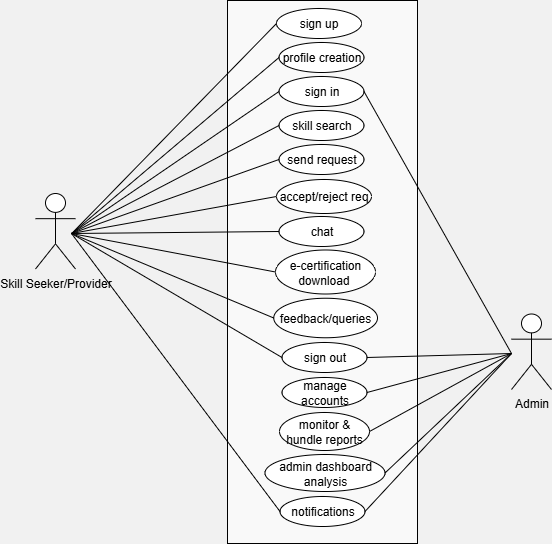 sign up
profile creation
sign in
skill search
send request
accept/reject req
chat
e-certification
download
feedback/queries
sign out
manage
accounts
monitor &
hundle reports
admin dashboard
analysis
notifications
Skill Seeker/Provider
Admin